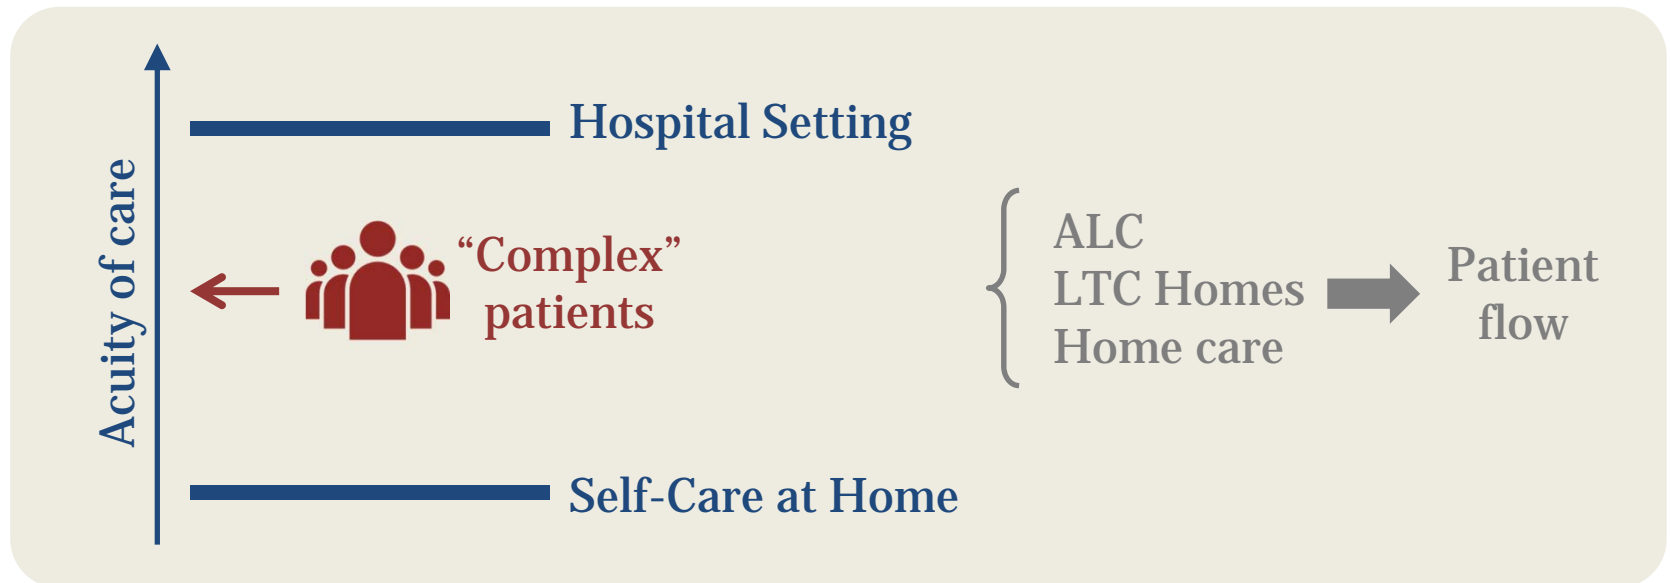 Acuity of care
Hospital Setting
“Complex”
patients
ALC
LTC Homes
Home care
Patient
flow
Self-Care at Home